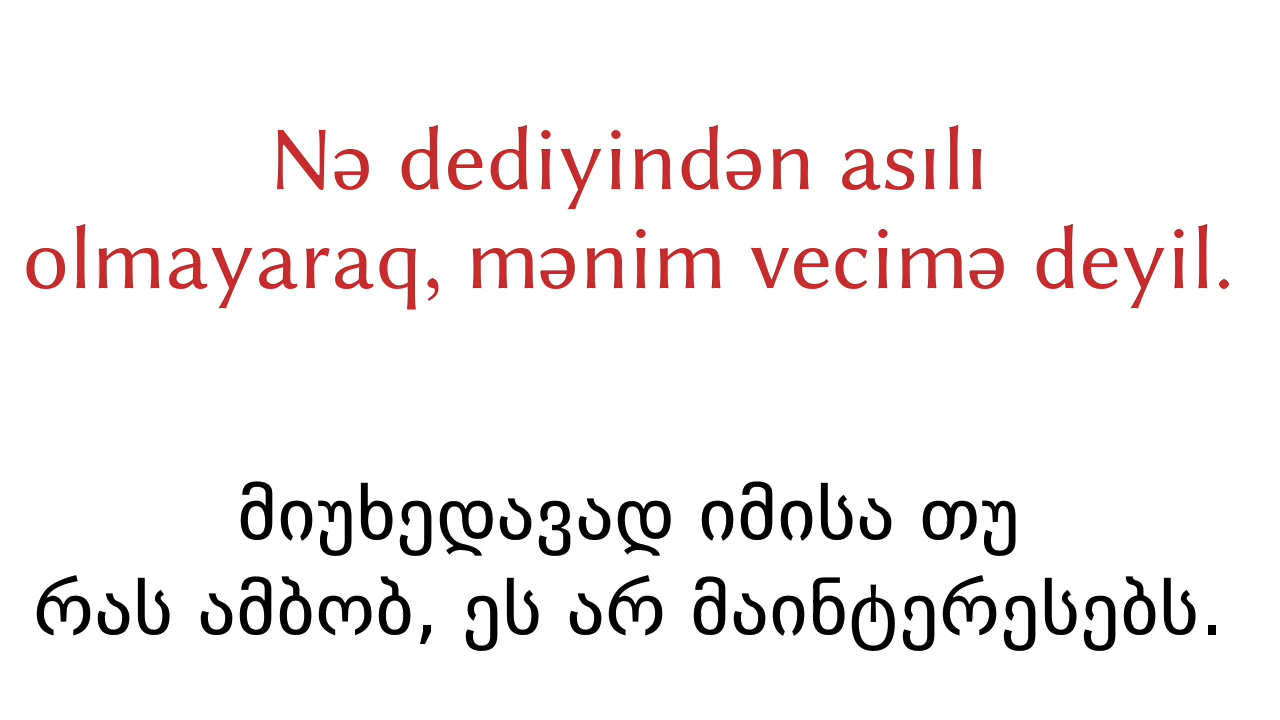 Nə dediyindən asılı
olmayaraq, mənim vecimə deyil.
მიუხედავად იმისა თუ
რას ამბობ, ეს არ მაინტერესებს.